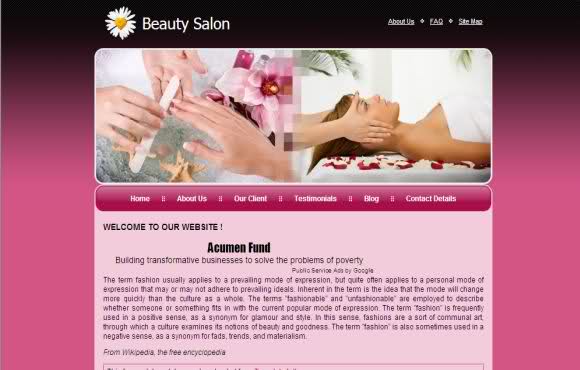 Beauty Salon
About Us FAQ Site Map
Home About Us Our Client Testimonials Blog Contact Details
WELCOME TO OUR WEBSITE !
Acumen Fund
Building transformative businesses to solve the problems of poverty
Public Service Ads by Google
The term fashion usually applies to a prevailing mode of expression, but quite often applies to a personal mode of
expression that may or may not adhere to prevailing ideals. Inherent in the term is the idea that the mode will change
more quickly than the culture as a whole. The terms "fashionable" and "unfashionable" are employed to describe
whether someone or something fits in with the current popular mode of expression. The term "fashion" is frequently
used in a positive sense, as a synonym for glamour and style. In this sense, fashions are a sort of communal art,
through which a culture examines its notions of beauty and goodness. The term "fashion" is also sometimes used in a
negative sense, as a synonym for fads, trends, and materialism.
From Wikipedia, the free encycropedia